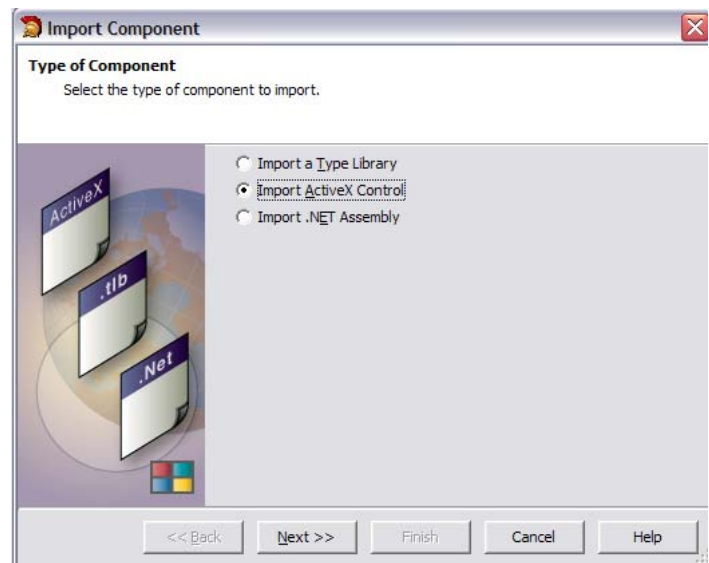 Import Component
Type of Component
Select the type of component to import.
Import a Type Library
Import ActiveX Control
Import .NET Assembly
ActiveX
.tlb
.Net
<< Back
Next >>
Finish
Cancel
Help